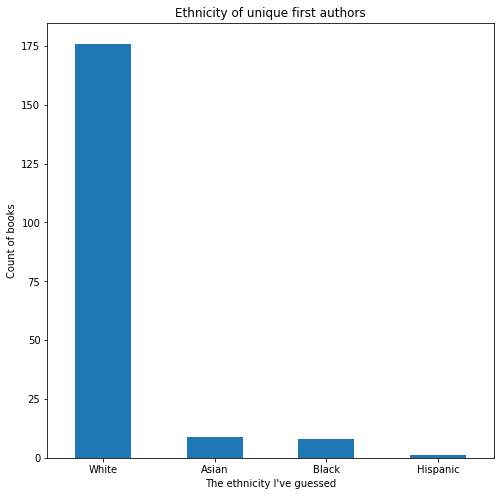 Ethnicity of unique first authors
Count of books
175
150
125
100
75
50
25
0
White Asian Black Hispanic
The ethnicity I've guessed